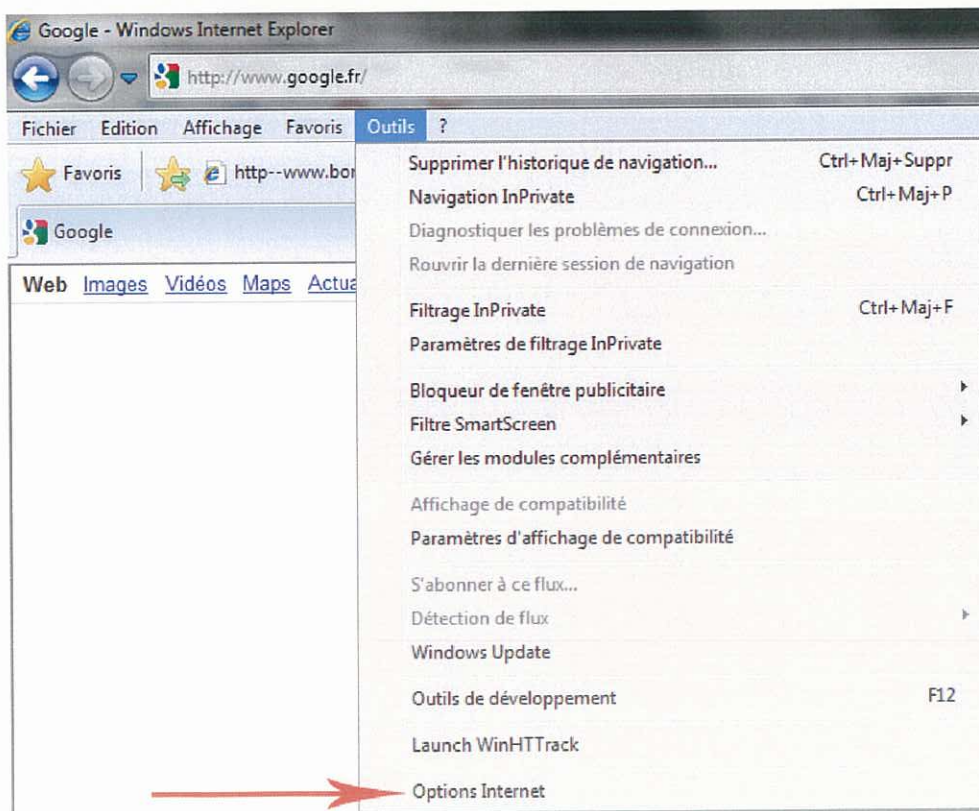 Google - Windows Internet Explorer
http://www.google.fr/
Fichier Edition Affichage Favoris Outils ?
Favoris http--www.bor
Google
Web Images Vidéos Maps Actua
Supprimer l'historique de navigation... Ctrl+Maj+Suppr
Navigation InPrivate Ctrl+Maj+P
Diagnostiquer les problèmes de connexion...
Rouvrir la dernière session de navigation
Filtrage InPrivate Ctrl+Maj+F
Paramètres de filtrage InPrivate
Bloqueur de fenêtre publicitaire
Filtre SmartScreen
Gérer les modules complémentaires
Affichage de compatibilité
Paramètres d'affichage de compatibilité
S'abonner à ce flux...
Détection de flux
Windows Update
Outils de développement F12
Launch WinHTTrack
Options Internet